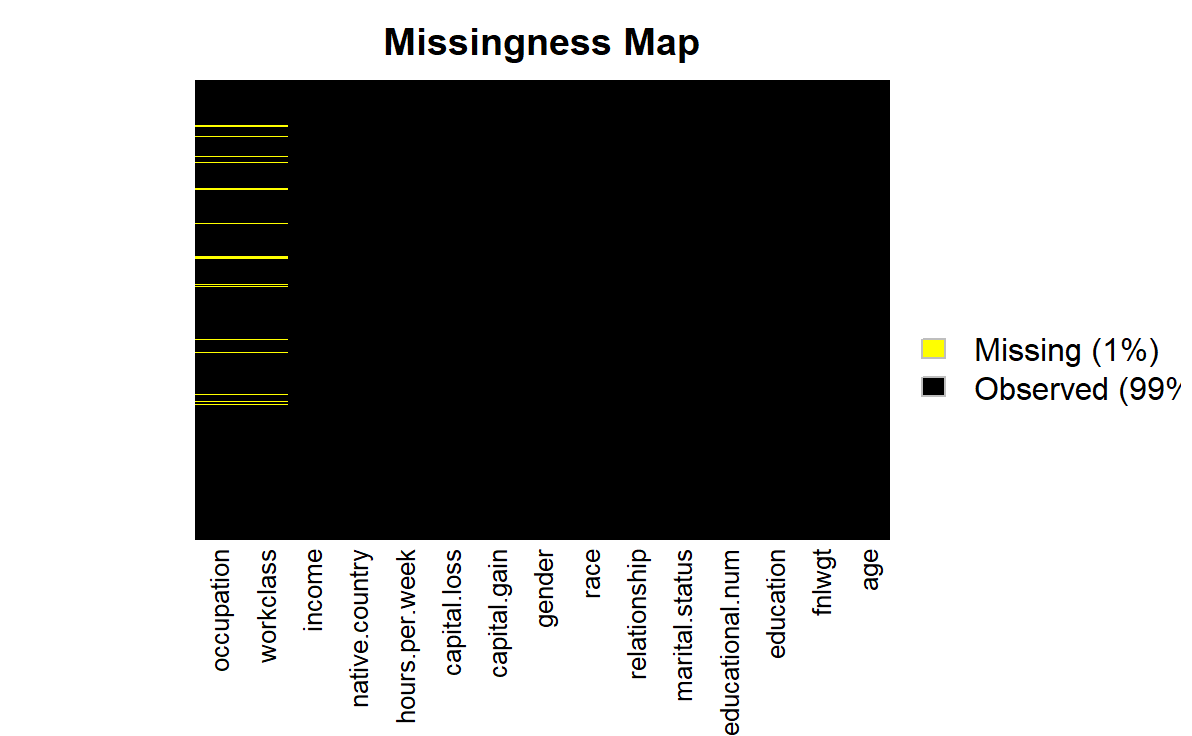 Missingness Map
Missing (1%)
Observed (99%
occupation
workclass
income
native.country
hours.per.week
capital.loss
capital.gain
gender
race
relationship
marital.status
educational.num
education
fnlwgt
age